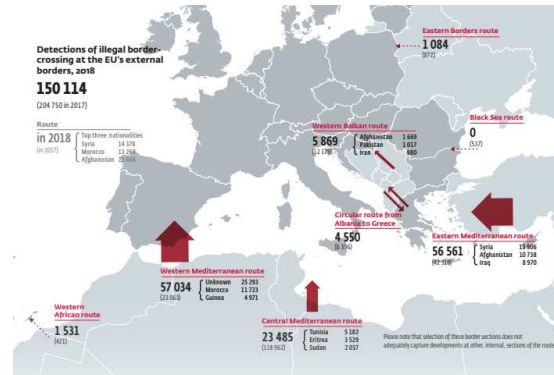 Detections of illegal border-
crossing at the EU's external
borders, 2018
150 114
(204 750 in 2017)
Route
in 2018
(in 2017)
Top three nationalities
Syria 14 378
Morocco 13 269
Afghanistan
Eastern Borders route
1 084
(872)
Black Sea route
0
(537)
Western Balkan route
5 869
Afghanistan 1 669
Pakistan 1 017
Iran 980
Circular route from
Albania to Greece
4 550
Eastern Mediterranean route
56 561
Syria
Afghanistan 10 738
Iraq 8 970
Western Mediterranean route
57 034
(23 063)
Unknown 25 293
Morocco 11 723
Guinea 4 971
Western
African route
1 531
(421)
Central Mediterranean route
23 485
(118 962)
Tunisia 5 182
Eritrea 3 529
Sudan 2 037
Please note that selection of these border sections does not
adequately capture developments at other, internal, sections of the route